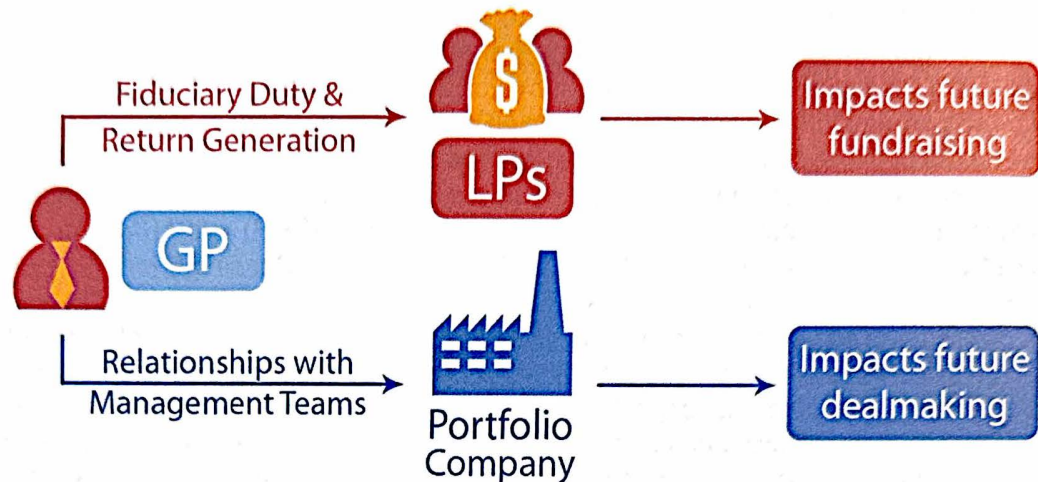 Fiduciary Duty &
Return Generation
$
LPs
Impacts future
fundraising
GP
Relationships with
Management Teams
Portfolio
Company
Impacts future
dealmaking